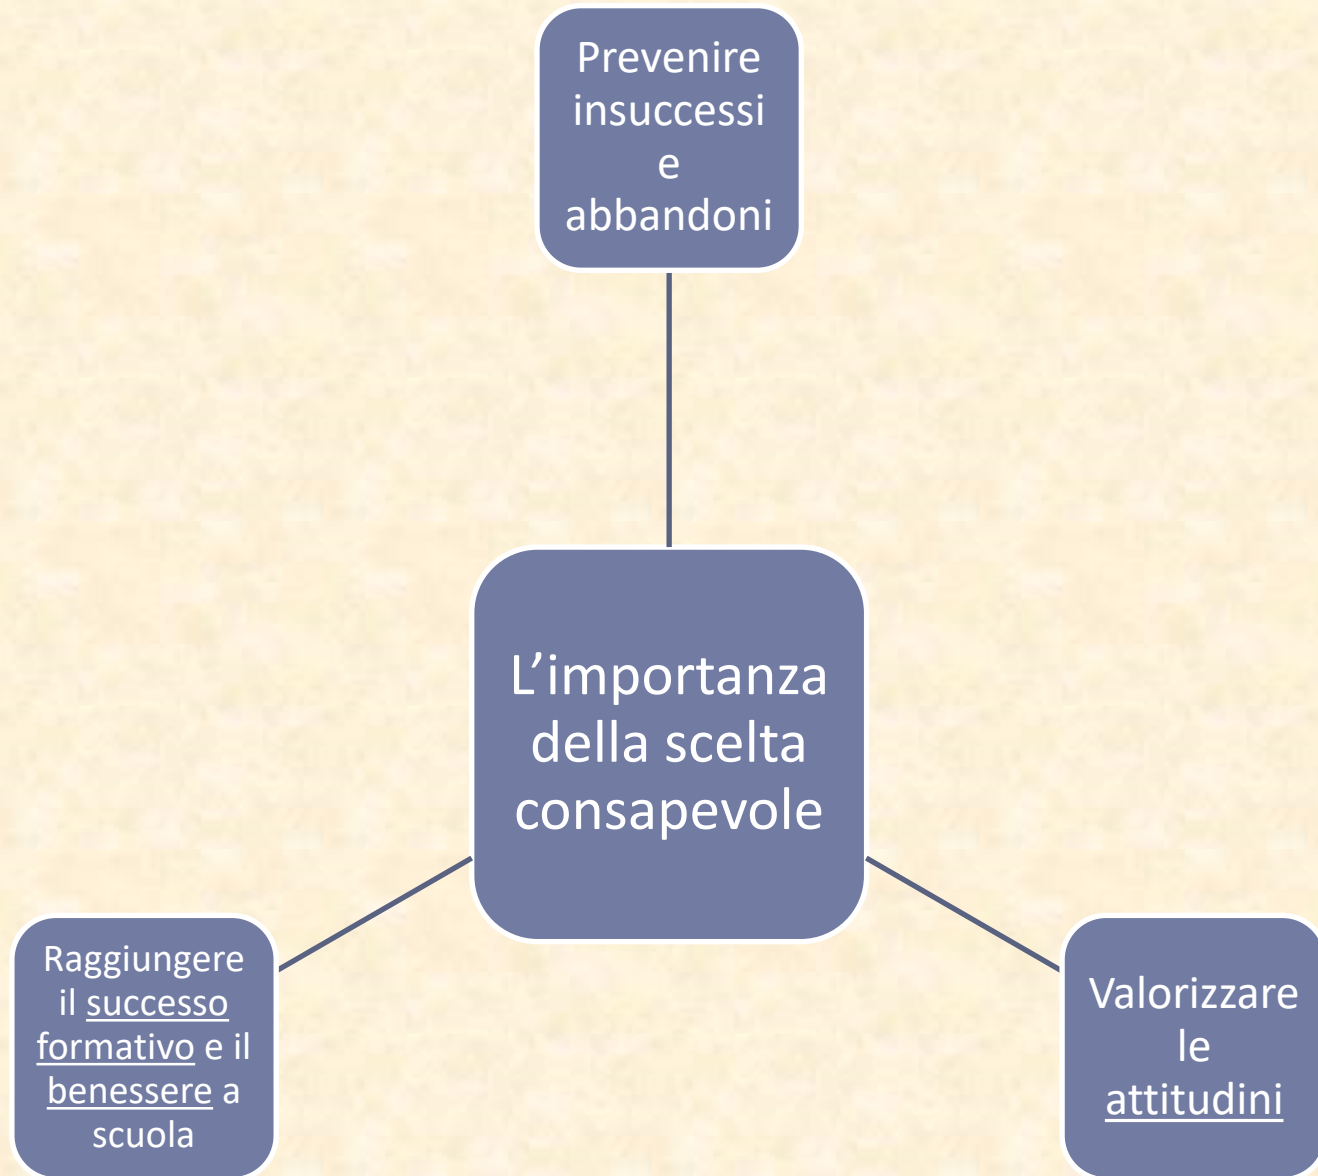 Prevenire
insuccessi
e
abbandoni
L’importanza
della scelta
consapevole
Raggiungere
il successo
formativo e il
benessere a
scuola
Valorizzare
le
attitudini